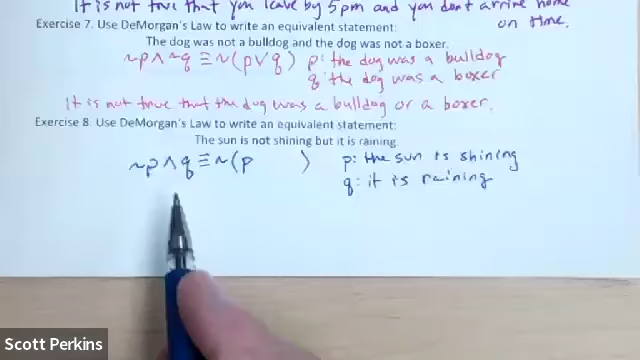 It is not true that you leave by 5pm and you don't arrive home
on time.
Exercise 7. Use DeMorgan's Law to write an equivalent statement:
The dog was not a bulldog and the dog was not a boxer.
~p ∧ ~q ≡ ~(p ∨ q) p: the dog was a bulldog
q: the dog was a boxer
It is not true that the dog was a bulldog or a boxer.
Exercise 8. Use DeMorgan's Law to write an equivalent statement:
The sun is not shining but it is raining.
~p ∧ q ≡ ~(p ) p: the sun is shining
q: it is raining
Scott Perkins